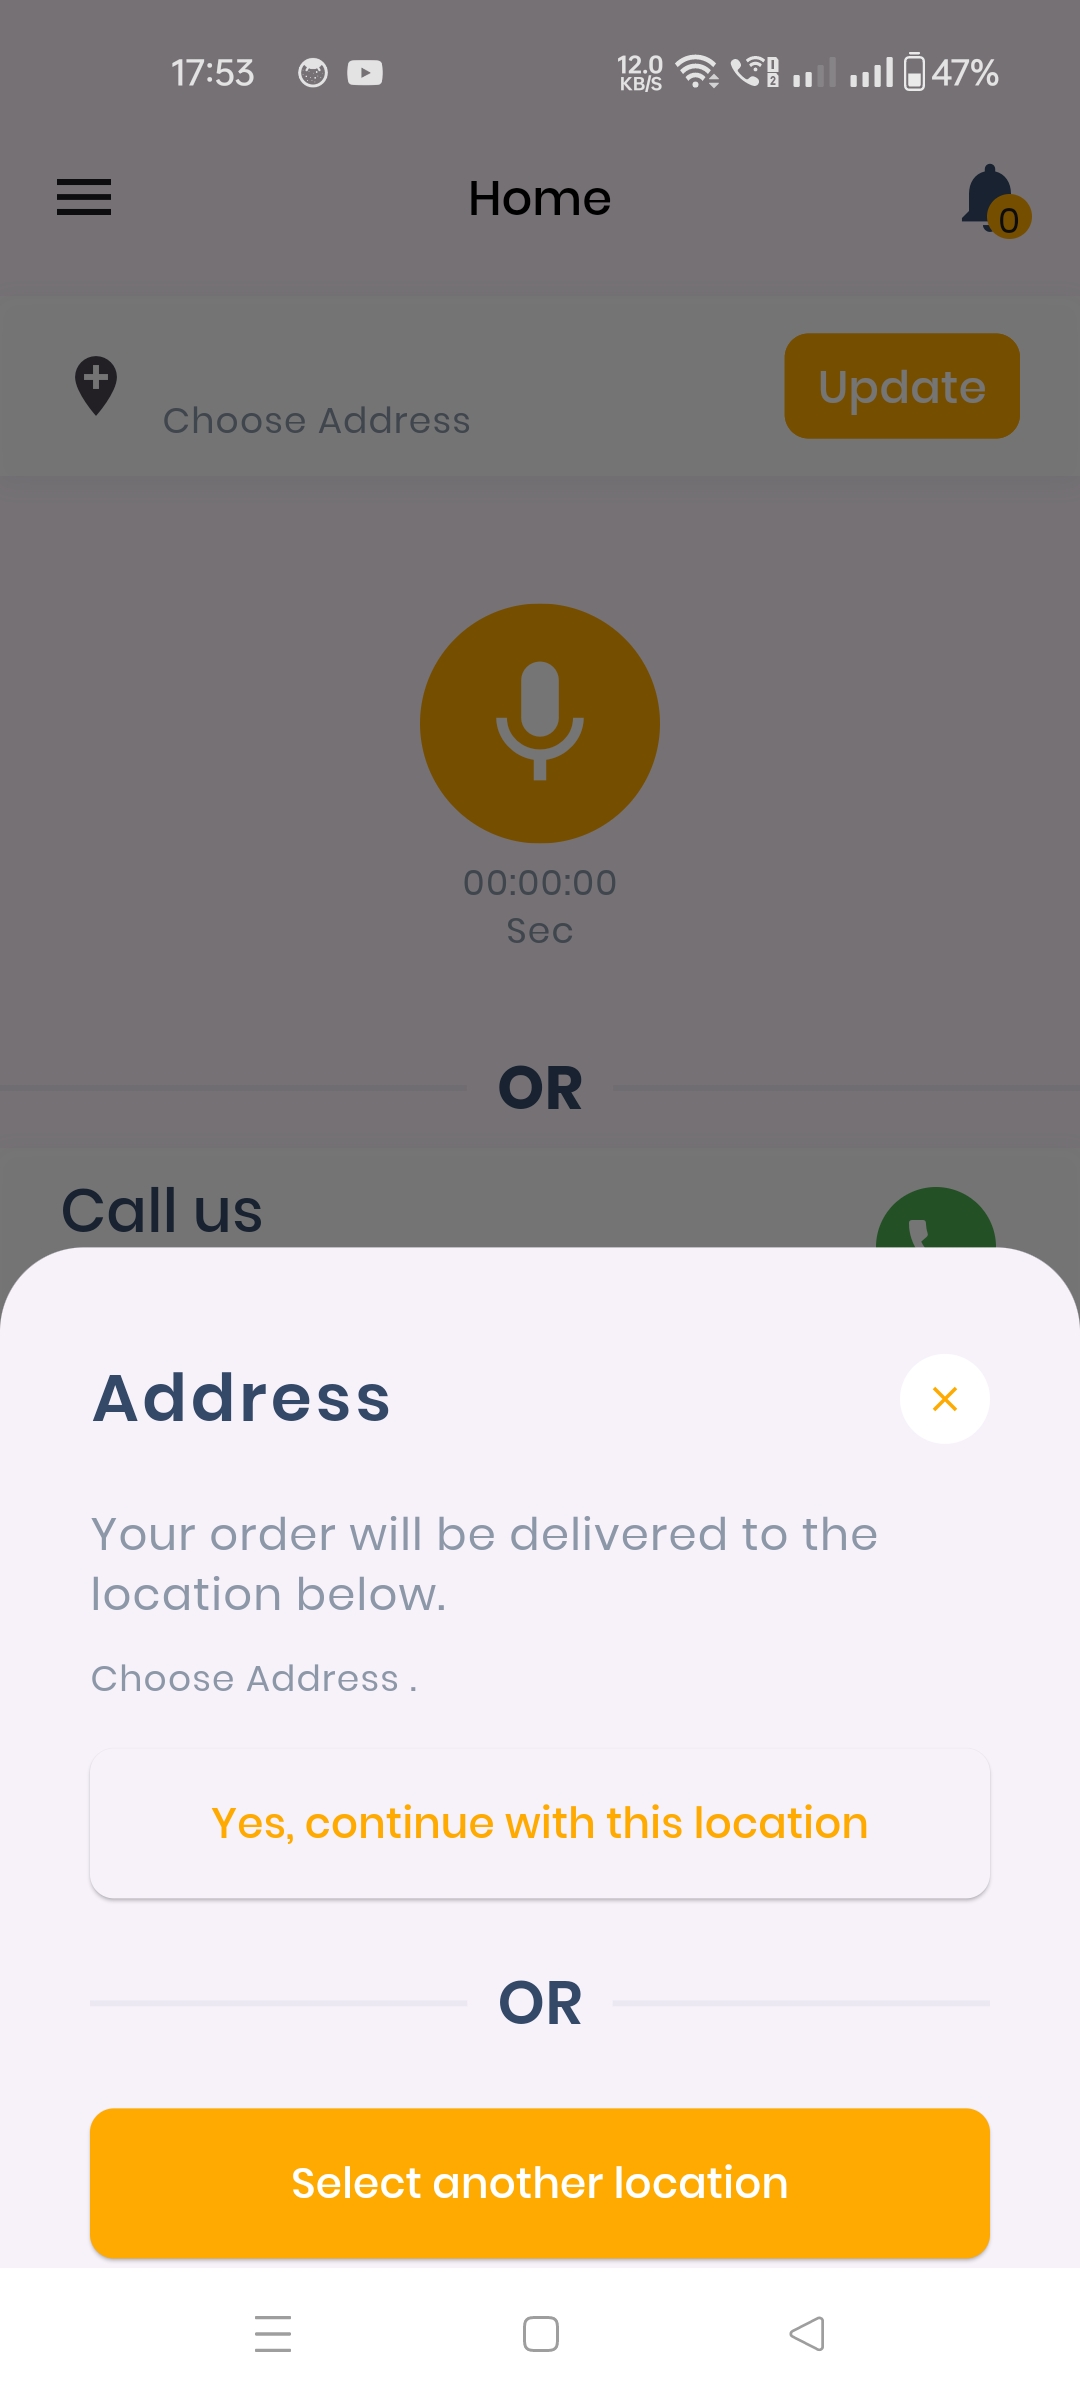 17:53
12.0
KB/S
1
2
47%
Home
0
Choose Address
Update
00:00:00
Sec
OR
Call us
Address
Your order will be delivered to the
location below.
Choose Address .
Yes, continue with this location
OR
Select another location